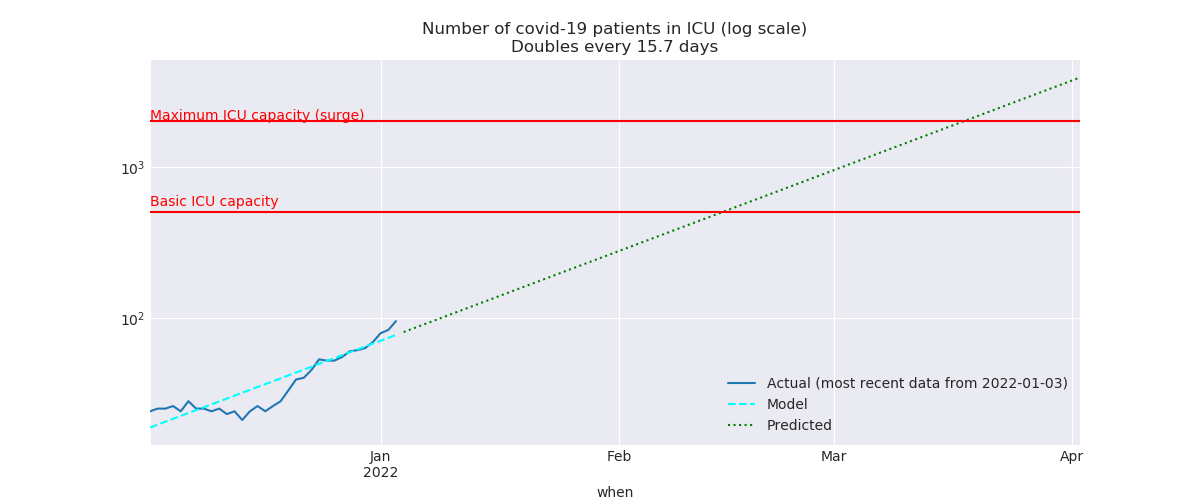 Number of covid-19 patients in ICU (log scale)
Doubles every 15.7 days
Maximum ICU capacity (surge)
10³
Basic ICU capacity
10²
Actual (most recent data from 2022-01-03)
Model
Predicted
Jan
2022
Feb
Mar
Apr
when